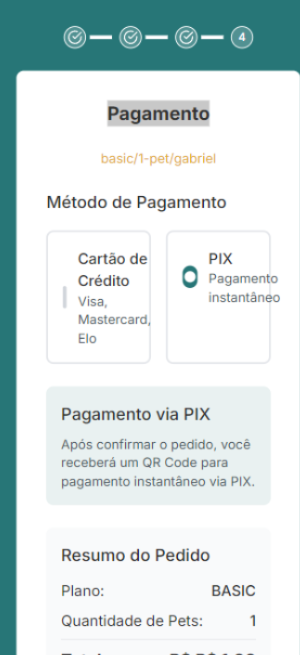 4
Pagamento
basic/1-pet/gabriel
Método de Pagamento
Cartão de
Crédito
Visa,
Mastercard,
Elo
PIX
Pagamento
instantâneo
Pagamento via PIX
Após confirmar o pedido, você
receberá um QR Code para
pagamento instantâneo via PIX.
Resumo do Pedido
Plano: BASIC
Quantidade de Pets: 1